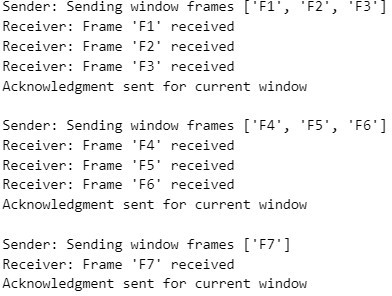 Sender: Sending window frames ['F1', 'F2', 'F3']
Receiver: Frame 'F1' received
Receiver: Frame 'F2' received
Receiver: Frame 'F3' received
Acknowledgment sent for current window

Sender: Sending window frames ['F4', 'F5', 'F6']
Receiver: Frame 'F4' received
Receiver: Frame 'F5' received
Receiver: Frame 'F6' received
Acknowledgment sent for current window

Sender: Sending window frames ['F7']
Receiver: Frame 'F7' received
Acknowledgment sent for current window